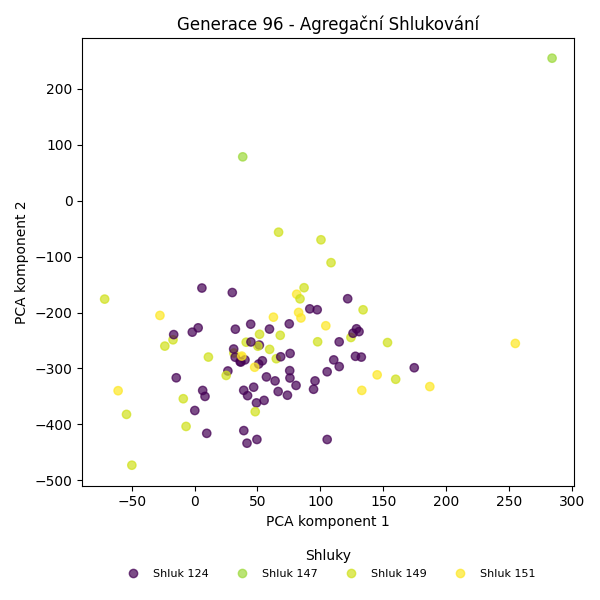 Generace 96 - Agregační Shlukování
PCA komponent 2
200
100
0
−100
−200
−300
−400
−500
−50 0 50 100 150 200 250 300
PCA komponent 1
Shluky
Shluk 124 Shluk 147 Shluk 149 Shluk 151